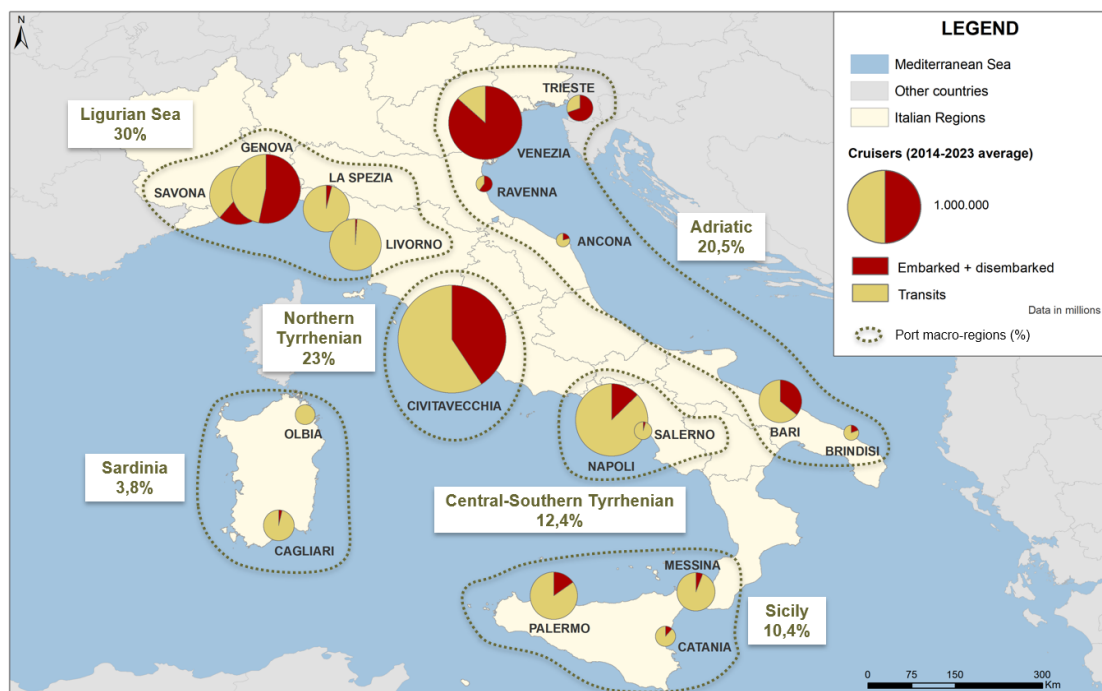 N
LEGEND
Mediterranean Sea
Other countries
Italian Regions
Cruisers (2014-2023 average)
1.000.000
Embarked + disembarked
Transits
Data in millions
Port macro-regions (%)
Ligurian Sea
30%
GENOVA
SAVONA
LA SPEZIA
LIVORNO
TRIESTE
VENEZIA
RAVENNA
ANCONA
Adriatic
20,5%
Northern
Tyrrhenian
23%
CIVITAVECCHIA
OLBIA
Sardinia
3,8%
CAGLIARI
SALERNO
NAPOLI
BARI
BRINDISI
Central-Southern Tyrrhenian
12,4%
MESSINA
PALERMO
CATANIA
Sicily
10,4%
0 75 150 300
Km